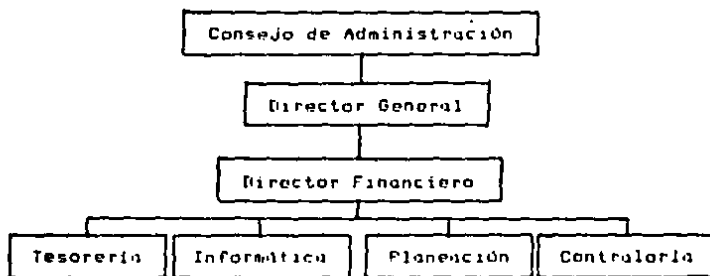 Consejo de Administración
Director General
Director Financiero
Tesorería Informática Planeación Contraloría